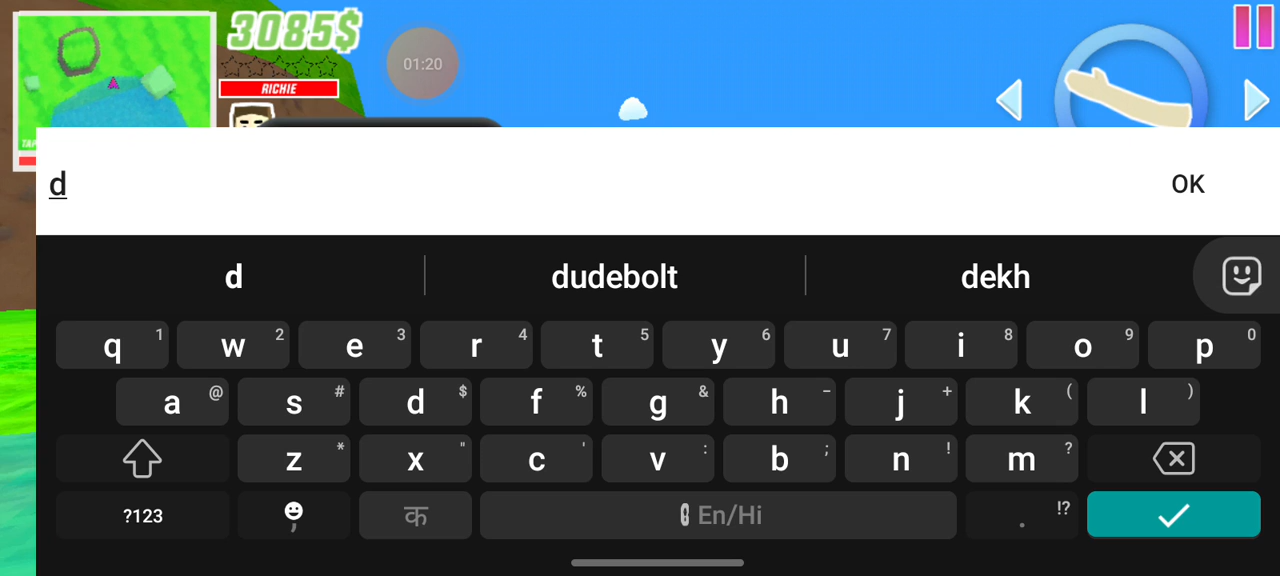 3085$
RICHIE
01:20
d
OK
d dudebolt dekh
q 1 w 2 e 3 r 4 t 5 y 6 u 7 i 8 o 9 p 0
a @ s # d $ f % g & h - j + k ( l )
z * x " c ' v : b ; n ! m ?
?123 , क En/Hi . !?